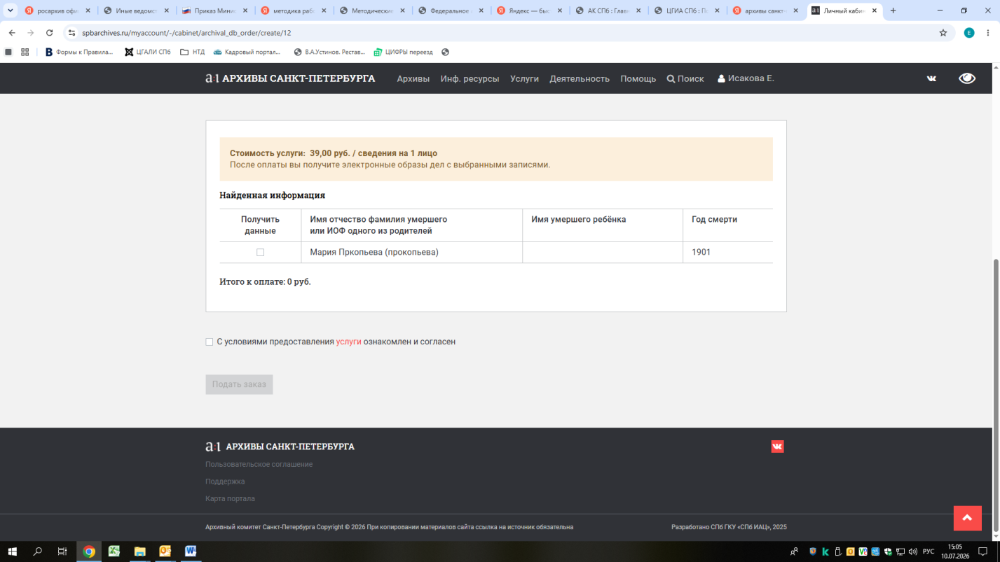 росархив офи
Иные ведомст
Приказ Мини
методика раб
Методические
Федеральное
Яндекс — быс
АК СПб : Глав
ЦГИА СПб : П
архивы санкт-
Личный кабин
spbarchives.ru/myaccount/-/cabinet/archival_db_order/create/12
E
Формы к Правила...
ЦГАЛИ СПб
НТД
Кадровый портал...
В.А.Устинов. Рестав...
ЦИФРЫ переезд
a:1 АРХИВЫ САНКТ-ПЕТЕРБУРГА
Архивы
Инф. ресурсы
Услуги
Деятельность
Помощь
Поиск
Исакова Е.
Стоимость услуги: 39,00 руб. / сведения на 1 лицо
После оплаты вы получите электронные образы дел с выбранными записями.
Найденная информация
Получить данные
Имя отчество фамилия умершего
или ИОФ одного из родителей
Имя умершего ребёнка
Год смерти
Мария Пркопьева (прокопьева)
1901
Итого к оплате: 0 руб.
С условиями предоставления услуги ознакомлен и согласен
Подать заказ
a:1 АРХИВЫ САНКТ-ПЕТЕРБУРГА
Пользовательское соглашение
Поддержка
Карта портала
Архивный комитет Санкт-Петербурга Copyright © 2026 При копировании материалов сайта ссылка на источник обязательна
Разработано СПб ГКУ «СПб ИАЦ», 2025
РУС
15:05
10.07.2026